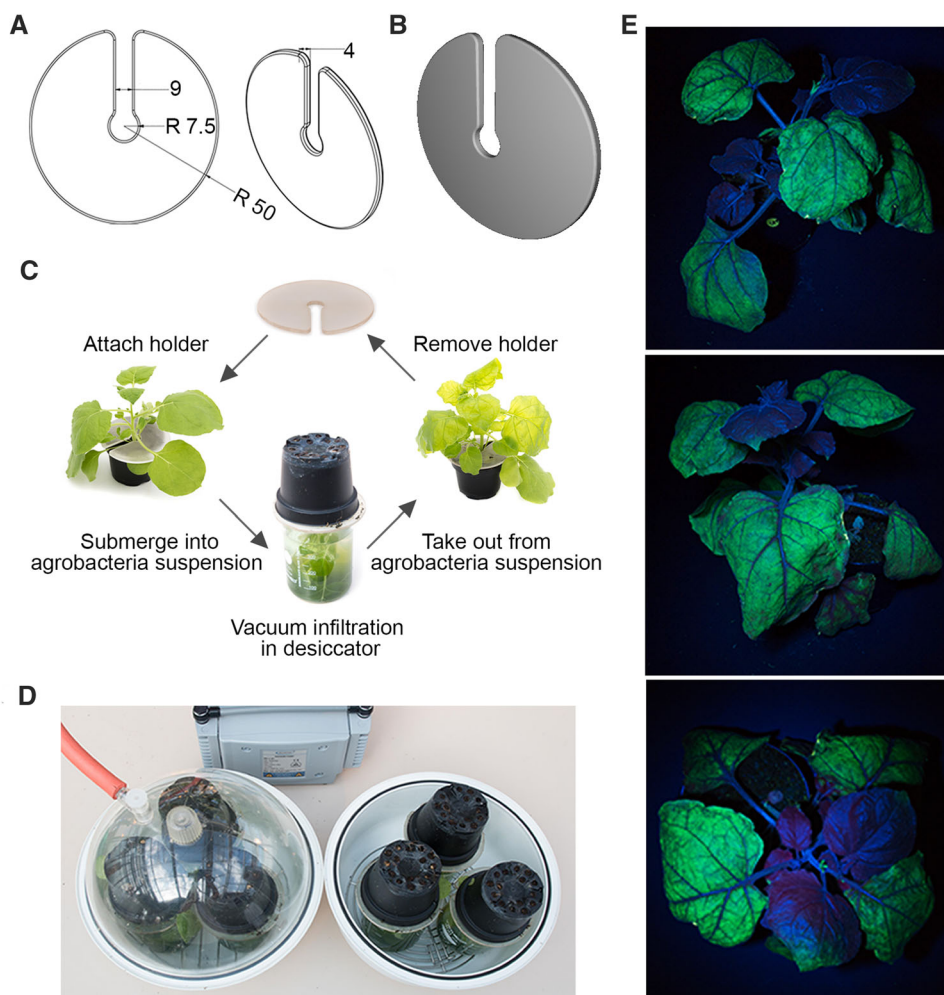 A
9
R 7.5
R 50
4
B
C
Attach holder
Remove holder
Submerge into
agrobacteria suspension
Take out from
agrobacteria suspension
Vacuum infiltration
in desiccator
D
E